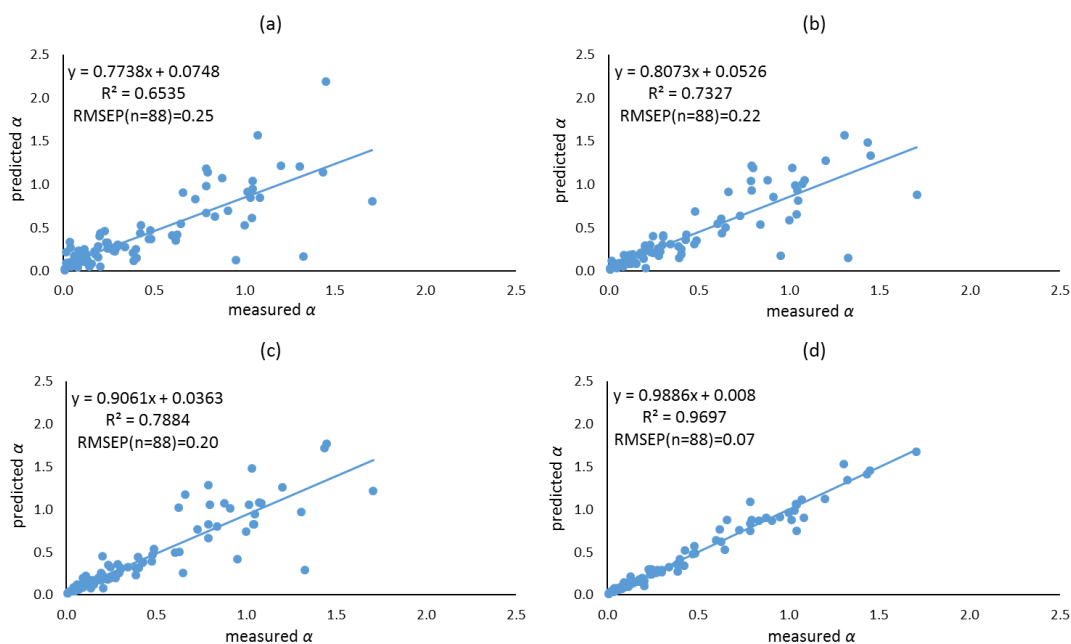 (a)
2.5
y = 0.7738x + 0.0748
R² = 0.6535
RMSEP(n=88)=0.25
2.0
1.5
1.0
0.5
0.0
predicted α
0.0 0.5 1.0 1.5 2.0 2.5
measured α
(b)
2.5
y = 0.8073x + 0.0526
R² = 0.7327
RMSEP(n=88)=0.22
2.0
1.5
1.0
0.5
0.0
predicted α
0.0 0.5 1.0 1.5 2.0 2.5
measured α
(c)
2.5
y = 0.9061x + 0.0363
R² = 0.7884
RMSEP(n=88)=0.20
2.0
1.5
1.0
0.5
0.0
predicted α
0.0 0.5 1.0 1.5 2.0 2.5
measured α
(d)
2.5
y = 0.9886x + 0.008
R² = 0.9697
RMSEP(n=88)=0.07
2.0
1.5
1.0
0.5
0.0
predicted α
0.0 0.5 1.0 1.5 2.0 2.5
measured α